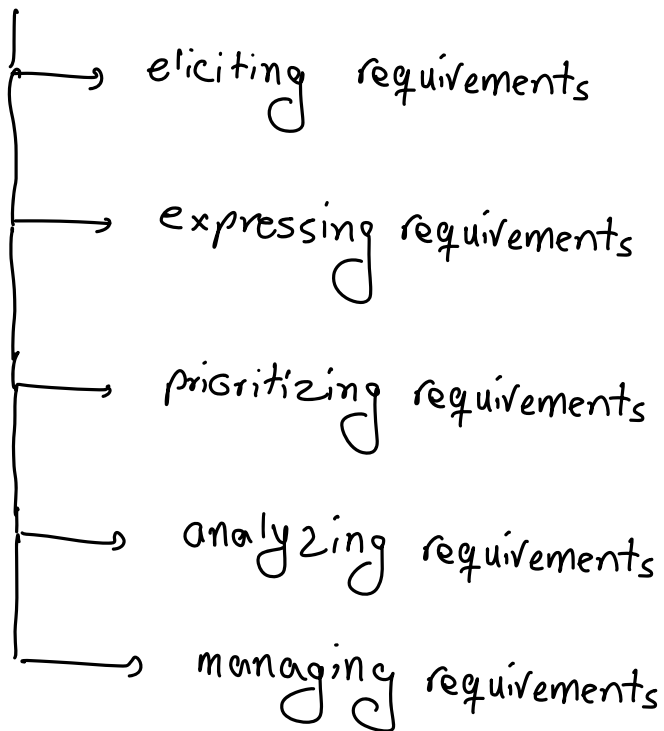 eliciting requirements
expressing requirements
prioritizing requirements
analyzing requirements
managing requirements